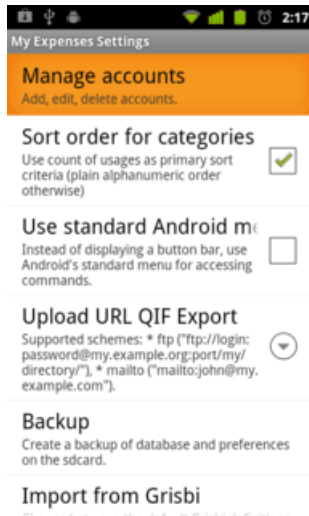 2:17
My Expenses Settings
Manage accounts
Add, edit, delete accounts.
Sort order for categories
Use count of usages as primary sort
criteria (plain alphanumeric order
otherwise)
Use standard Android me
Instead of displaying a button bar, use
Android's standard menu for accessing
commands.
Upload URL QIF Export
Supported schemes: * ftp ("ftp://login:
password@my.example.org:port/my/
directory/"), * mailto ("mailto:john@my.
example.com").
Backup
Create a backup of database and preferences
on the sdcard.
Import from Grisbi